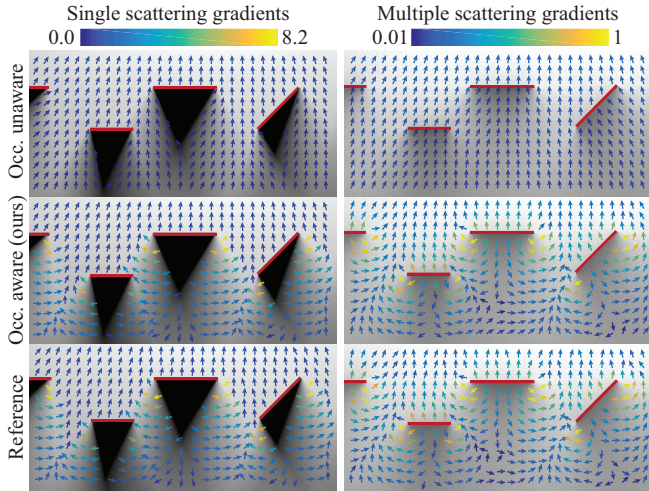 Single scattering gradients
Multiple scattering gradients
0.0
8.2
0.01
1
Occ. unaware
Occ. aware (ours)
Reference